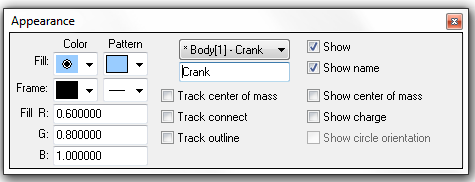 Appearance
Color Pattern
Fill:
Frame:
Fill R: 0.600000
G: 0.800000
B: 1.000000
* Body[1] - Crank
Crank
Track center of mass
Track connect
Track outline
Show
Show name
Show center of mass
Show charge
Show circle orientation